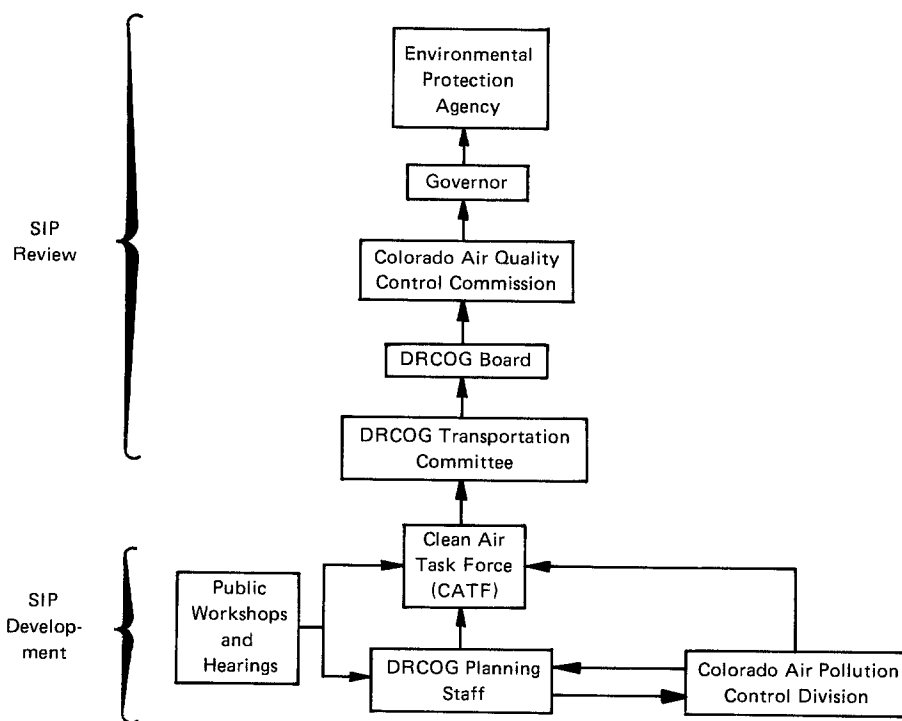 Environmental
Protection
Agency
Governor
SIP
Review
Colorado Air Quality
Control Commission
DRCOG Board
DRCOG Transportation
Committee
Clean Air
Task Force
(CATF)
SIP
Develop-
ment
Public
Workshops
and
Hearings
DRCOG Planning
Staff
Colorado Air Pollution
Control Division